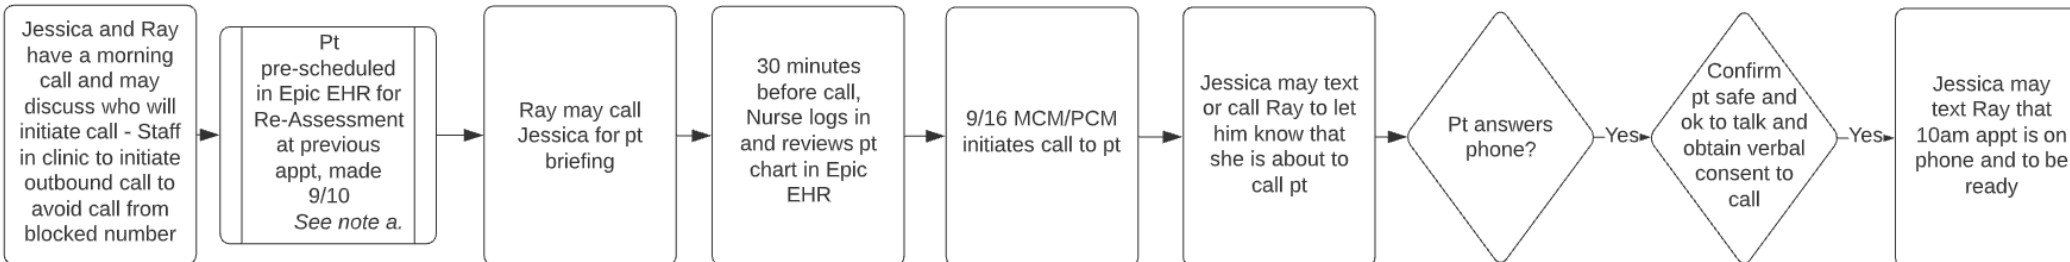 Jessica and Ray
have a morning
call and may
discuss who will
initiate call - Staff
in clinic to initiate
outbound call to
avoid call from
blocked number
Pt
pre-scheduled
in Epic EHR for
Re-Assessment
at previous
appt, made
9/10
See note a.
Ray may call
Jessica for pt
briefing
30 minutes
before call,
Nurse logs in
and reviews pt
chart in Epic
EHR
9/16 MCM/PCM
initiates call to pt
Jessica may text
or call Ray to let
him know that
she is about to
call pt
Pt answers
phone?
Yes
Confirm
pt safe and
ok to talk and
obtain verbal
consent to
call
Yes
Jessica may
text Ray that
10am appt is on
phone and to be
ready